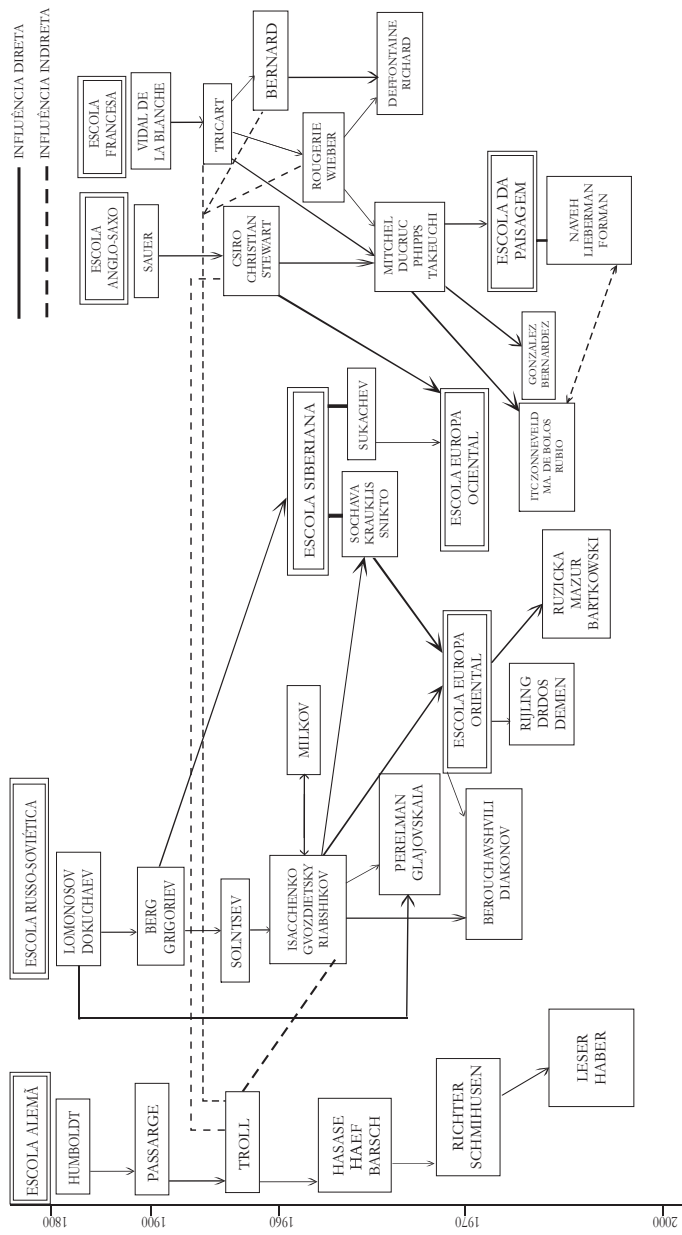 INFLUÊNCIA DIRETA
INFLUÊNCIA INDIRETA
ESCOLA ALEMÃ
HUMBOLDT
PASSARGE
TROLL
HASASE
HAEF
BARSCH
RICHTER
SCHMIHUSEN
LESER
HABER
ESCOLA RUSSO-SOVIÉTICA
LOMONOSOV
DOKUCHAEV
BERG
GRIGORIEV
SOLNTSEV
ISACCHENKO
GVOZDIETSKY
RIABSHIKOV
MILKOV
PERELMAN
GLAJOVSKAIA
BEROUCHAVSHVILI
DIAKONOV
ESCOLA EUROPA
ORIENTAL
RIJLING
DRDOS
DEMEN
RUZICKA
MAZUR
BARTKOWSKI
ESCOLA SIBERIANA
SOCHAVA
KRAUKLIS
SNIKTO
SUKACHEV
ESCOLA EUROPA
OCIENTAL
ESCOLA
ANGLO-SAXO
SAUER
CSIRO
CHRISTIAN
STEWART
MITCHEL
DUCRUC
PHIPPS
TAKEUCHI
ITC ZONNEVELD
MA. DE BOLOS
RUBIO
GONZALEZ
BERNARDEZ
ESCOLA DA
PAISAGEM
NAVEH
LIEBERMAN
FORMAN
ESCOLA
FRANCESA
VIDAL DE
LA BLANCHE
TRICART
BERNARD
ROUGERIE
WIEBER
DEFFONTAINE
RICHARD
1800
1900
1960
1970
2000